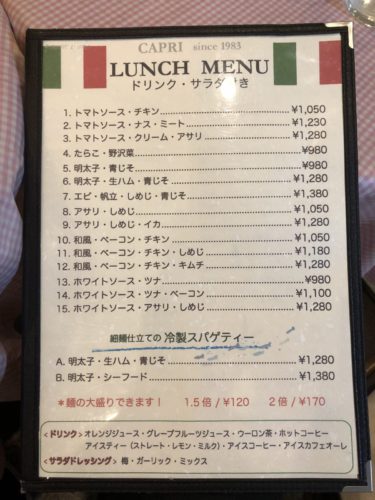 CAPRI since 1983
LUNCH MENU
ドリンク・サラダ付き
1. トマトソース・チキン ¥1,050
2. トマトソース・ナス・ミート ¥1,230
3. トマトソース・クリーム・アサリ ¥1,280
4. たらこ・野沢菜 ¥980
5. 明太子・青じそ ¥980
6. 明太子・生ハム・青じそ ¥1,280
7. エビ・帆立・しめじ・青じそ ¥1,380
8. アサリ・しめじ ¥1,050
9. アサリ・しめじ・イカ ¥1,280
10. 和風・ベーコン・チキン ¥1,050
11. 和風・ベーコン・チキン・しめじ ¥1,180
12. 和風・ベーコン・チキン・キムチ ¥1,280
13. ホワイトソース・ツナ ¥980
14. ホワイトソース・ツナ・ベーコン ¥1,100
15. ホワイトソース・アサリ・しめじ ¥1,280
細麺仕立ての 冷製スパゲティー
A. 明太子・生ハム・青じそ ¥1,280
B. 明太子・シーフード ¥1,380
*麺の大盛りできます! 1.5倍/¥120 2倍/¥170
<ドリンク>オレンジジュース・グレープフルーツジュース・ウーロン茶・ホットコーヒー
アイスティー(ストレート・レモン・ミルク)・アイスコーヒー・アイスカフェオーレ
<サラダドレッシング> 梅・ガーリック・ミックス